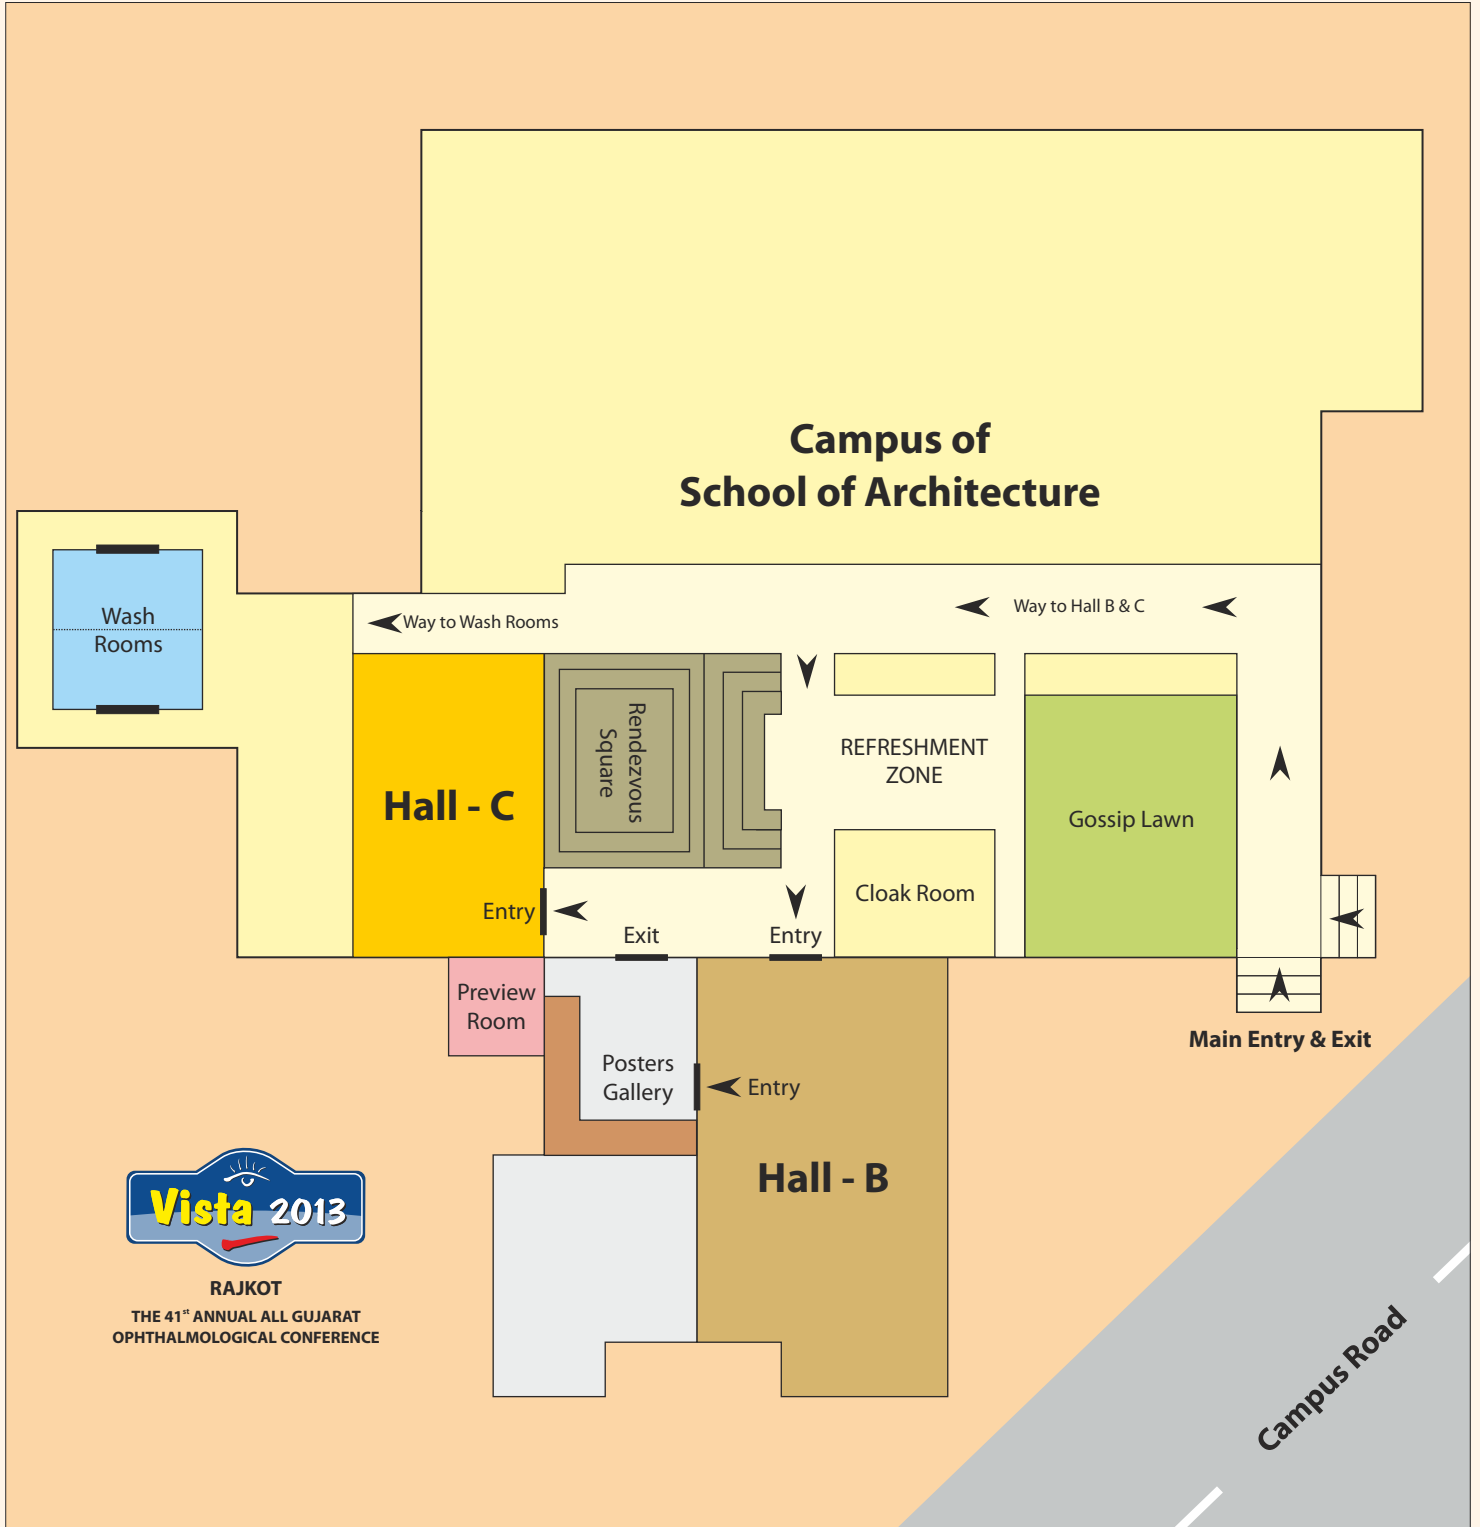 Campus of
School of Architecture
Way to Hall B & C
Way to Wash Rooms
Wash
Rooms
Rendezvous
Square
REFRESHMENT
ZONE
Hall - C
Gossip Lawn
Cloak Room
Entry
Exit
Entry
Preview
Room
Main Entry & Exit
Posters
Gallery
Entry
Hall - B
Vista 2013
RAJKOT
THE 41st ANNUAL ALL GUJARAT
OPHTHALMOLOGICAL CONFERENCE
Campus Road